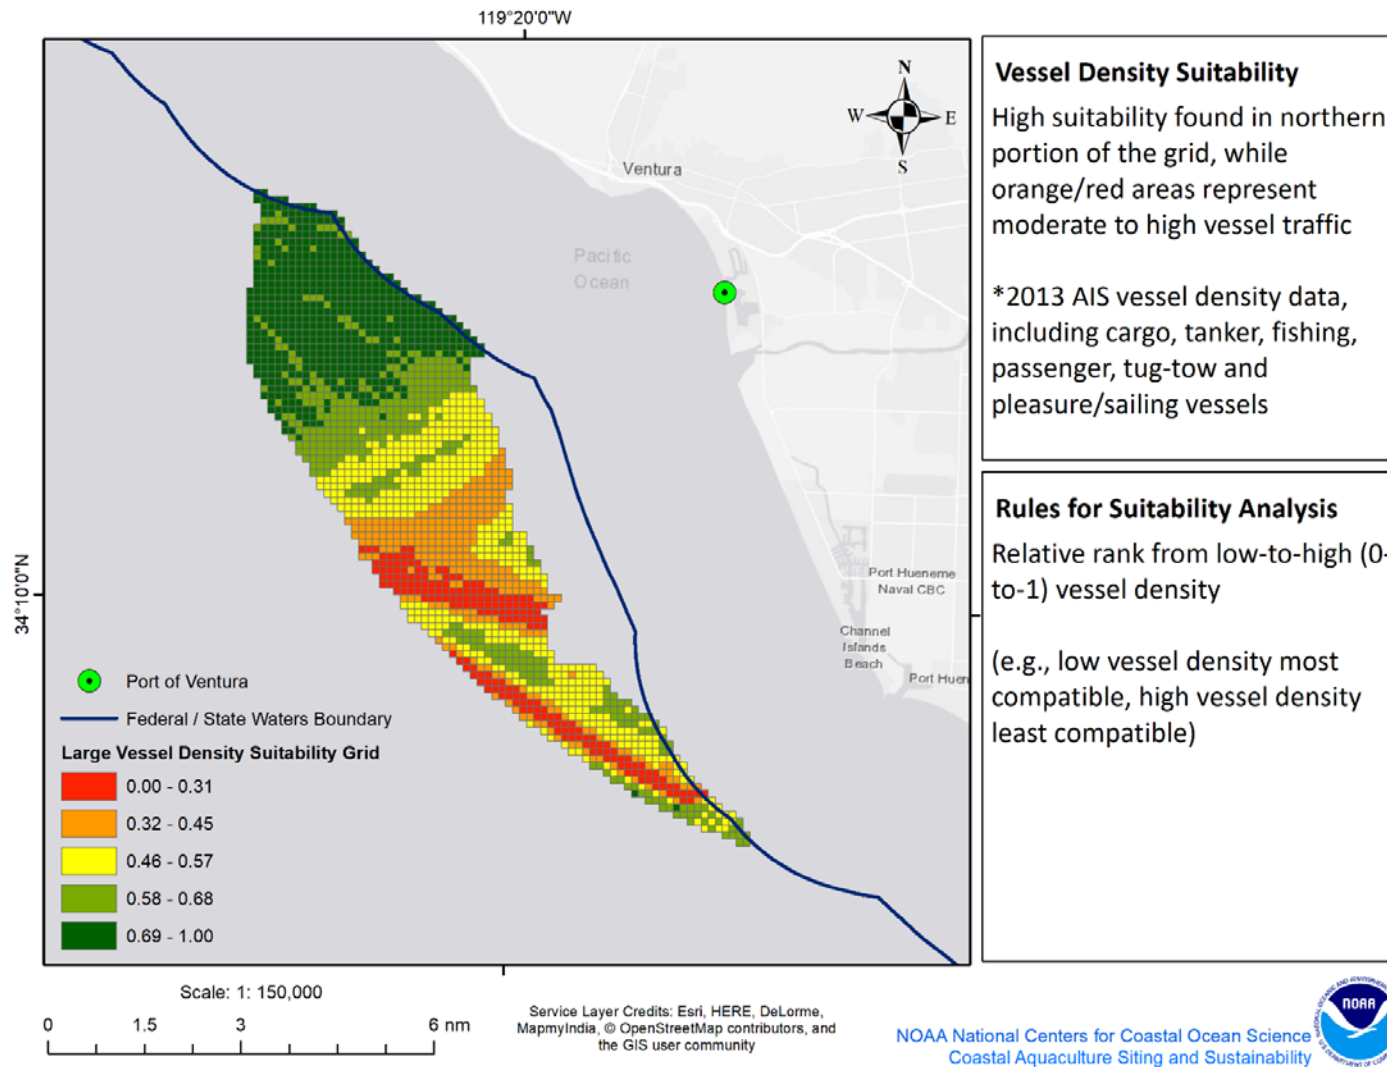 119°20'0"W
N
W
E
S
Ventura
Pacific
Ocean
34°10'0"N
Port Hueneme
Naval CBC
Channel
Islands
Beach
Port Huen
Port of Ventura
Federal / State Waters Boundary
Large Vessel Density Suitability Grid
0.00 - 0.31
0.32 - 0.45
0.46 - 0.57
0.58 - 0.68
0.69 - 1.00
Scale: 1: 150,000
0 1.5 3 6 nm
Service Layer Credits: Esri, HERE, DeLorme,
MapmyIndia, © OpenStreetMap contributors, and
the GIS user community
Vessel Density Suitability
High suitability found in northern
portion of the grid, while
orange/red areas represent
moderate to high vessel traffic
*2013 AIS vessel density data,
including cargo, tanker, fishing,
passenger, tug-tow and
pleasure/sailing vessels
Rules for Suitability Analysis
Relative rank from low-to-high (0-
to-1) vessel density
(e.g., low vessel density most
compatible, high vessel density
least compatible)
NOAA National Centers for Coastal Ocean Science
Coastal Aquaculture Siting and Sustainability
NOAA